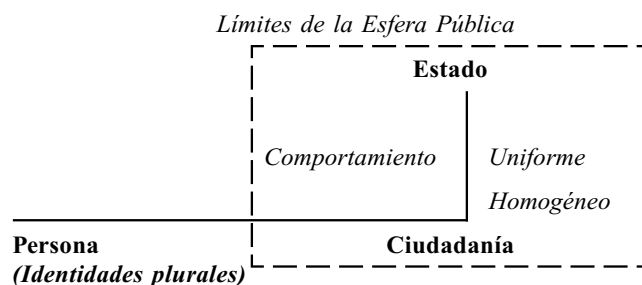 Límites de la Esfera Pública
Estado
Comportamiento
Uniforme
Homogéneo
Persona
Ciudadanía
(Identidades plurales)